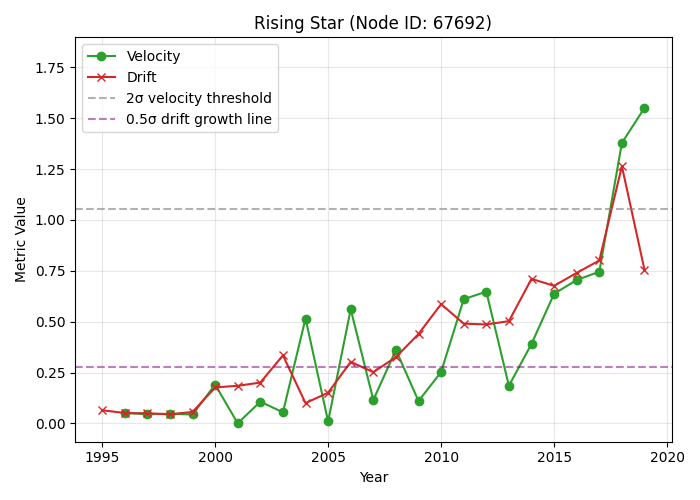 Rising Star (Node ID: 67692)
Velocity
Drift
2σ velocity threshold
0.5σ drift growth line
Metric Value
1.75
1.50
1.25
1.00
0.75
0.50
0.25
0.00
1995
2000
2005
2010
2015
2020
Year